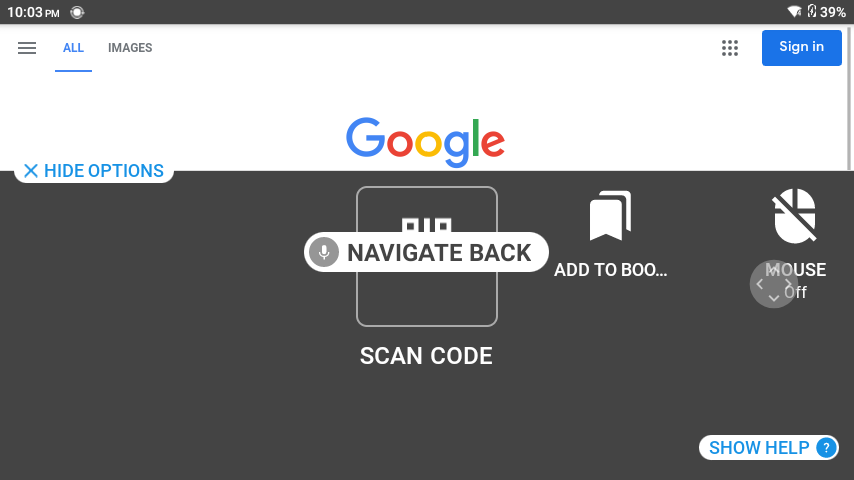 10:03 PM
39%
ALL IMAGES
Sign in
Google
HIDE OPTIONS
NAVIGATE BACK
ADD TO BOO...
MOUSE
Off
SCAN CODE
SHOW HELP ?